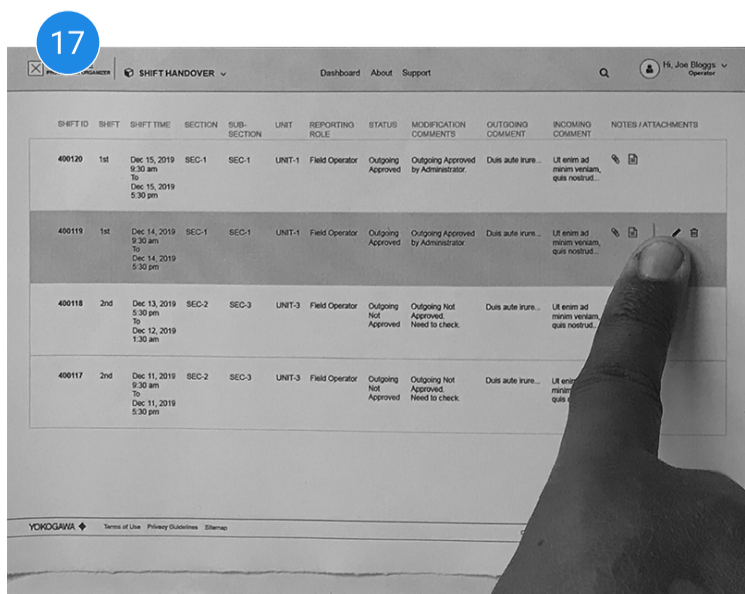 17
ORGANIZER
SHIFT HANDOVER
Dashboard About Support
Hi, Joe Bloggs
Operator
SHIFT ID SHIFT SHIFT TIME SECTION SUB-SECTION UNIT REPORTING ROLE STATUS MODIFICATION COMMENTS OUTGOING COMMENT INCOMING COMMENT NOTES / ATTACHMENTS
400120 1st Dec 15, 2019 SEC-1 SEC-1 UNIT-1 Field Operator Outgoing Outgoing Approved Duis aute irure... Ut enim ad
9:30 am Approved by Administrator. minim veniam,
To quis nostrud...
Dec 15, 2019
5:30 pm
400119 1st Dec 14, 2019 SEC-1 SEC-1 UNIT-1 Field Operator Outgoing Outgoing Approved Duis aute irure... Ut enim ad
9:30 am Approved by Administrator minim veniam,
To quis nostrud...
Dec 14, 2019
5:30 pm
400118 2nd Dec 13, 2019 SEC-2 SEC-3 UNIT-3 Field Operator Outgoing Outgoing Not Duis aute irure... Ut enim ad
5:30 pm Not Approved. minim veniam,
To Approved Need to check. quis nostrud...
Dec 12, 2019
1:30 am
400117 2nd Dec 11, 2019 SEC-2 SEC-3 UNIT-3 Field Operator Outgoing Outgoing Not Duis aute irure... Ut
9:30 am Not Approved.
To Approved Need to check. quis
Dec 11, 2019
5:30 pm
YOKOGAWA Terms of Use Privacy Guidelines Sitemap